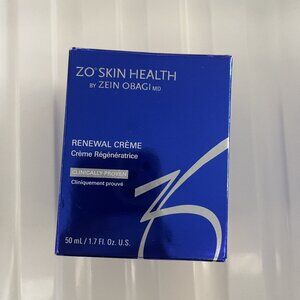 ZO® SKIN HEALTH
BY ZEIN OBAGI MD
RENEWAL CRÈME
Crème Régénératrice
CLINICALLY PROVEN
Cliniquement prouvé
50 mL / 1.7 Fl. Oz. U.S.